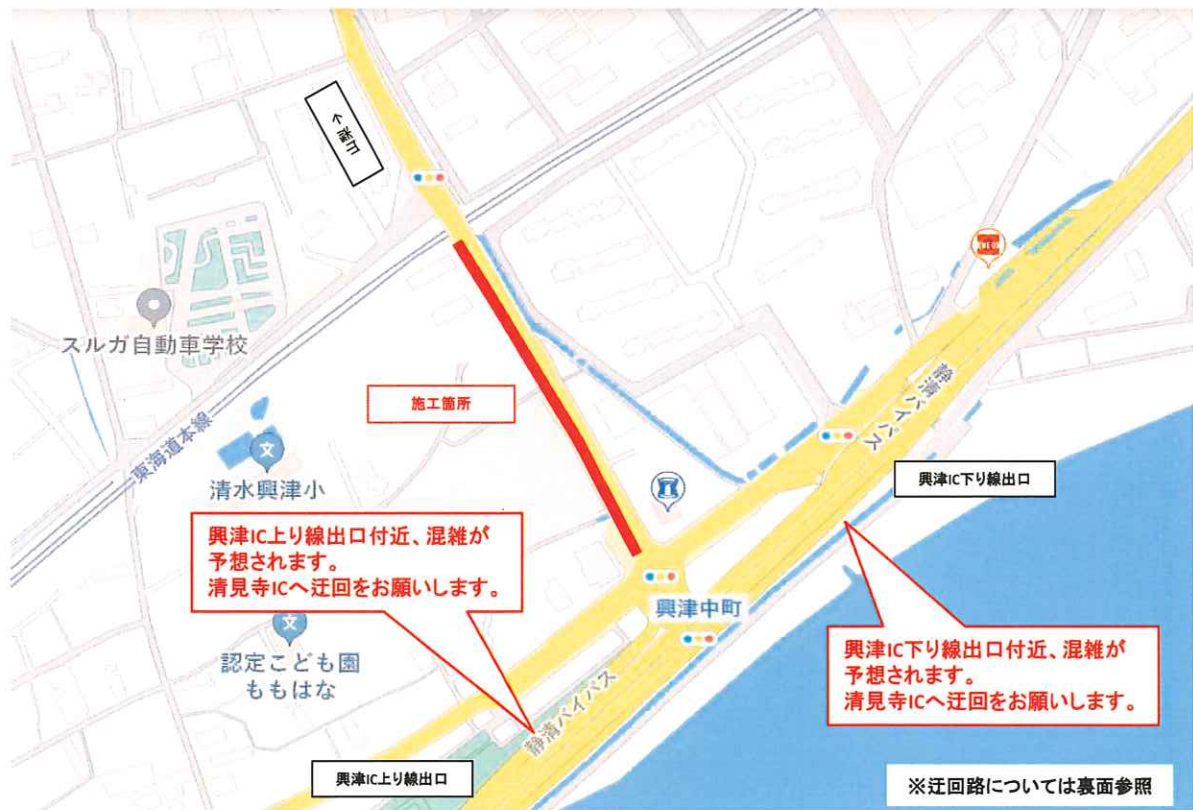 山梨→
スルガ自動車学校
東海道本線
施工箇所
文
清水興津小
興津IC上り線出口付近、混雑が
予想されます。
清見寺ICへ迂回をお願いします。
文
認定こども園
ももはな
静清バイパス
興津IC下り線出口
興津中町
興津IC下り線出口付近、混雑が
予想されます。
清見寺ICへ迂回をお願いします。
静清バイパス
興津IC上り線出口
※迂回路については裏面参照